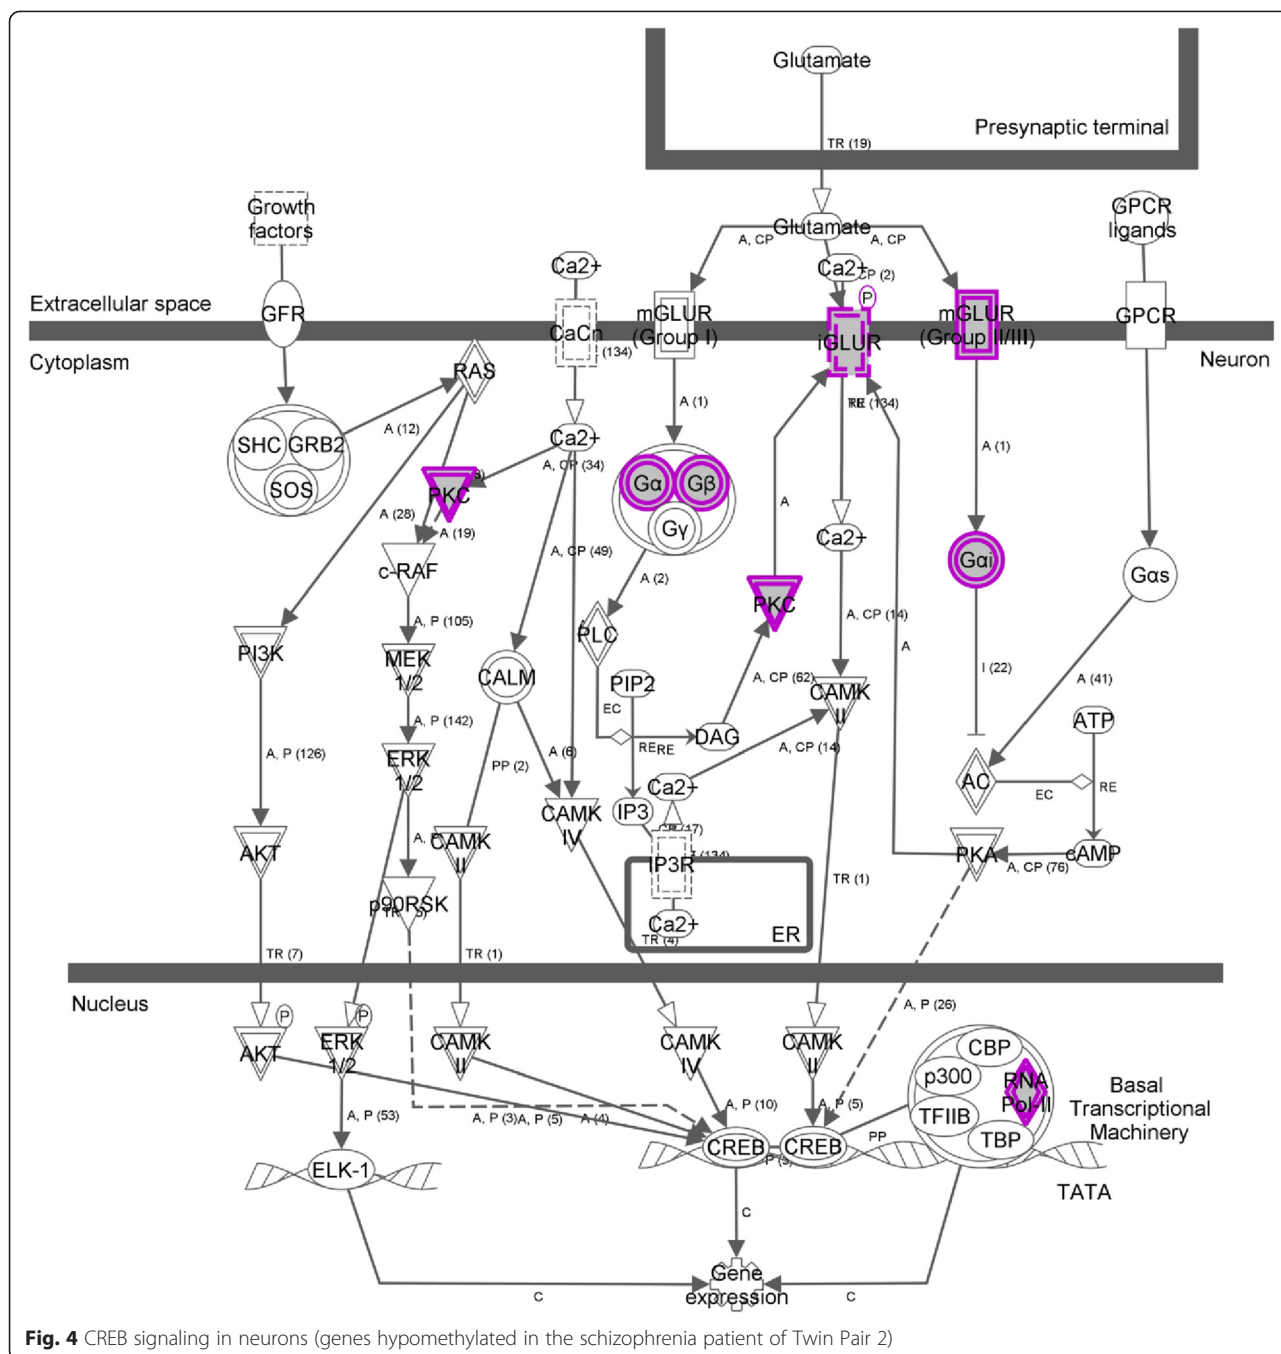 Glutamate
Presynaptic terminal
TR (19)
Growth
factors
Glutamate
GPCR
ligands
A, CP
A, CP
Ca2+
Ca2+
CP (2)
P
Extracellular space
GFR
CaCn
mGLUR
(Group I)
iGLUR
mGLUR
(Group II/III)
GPCR
Cytoplasm
(134)
Neuron
RAS
A (1)
RE (134)
A (12)
SHC
GRB2
SOS
Ca2+
A, CP (34)
A (1)
PKC
Gα
Gβ
Gγ
A
A (28)
A (19)
Ca2+
c-RAF
A, CP (49)
A (2)
Gαi
Gαs
PKC
A, P (105)
A, CP (14)
PI3K
MEK
1/2
PLC
A
CALM
PIP2
A, CP (62)
CAMK
II
I (22)
A (41)
EC
A, P (142)
ATP
A, P (126)
ERK
1/2
PP (2)
A (6)
RE
RE
DAG
A, CP (14)
AC
EC
RE
Ca2+
CAMK
IV
IP3
AKT
CAMK
II
IP3R
(134)
PKA
A, CP (76)
cAMP
TR (1)
p90RSK
Ca2+
ER
TR (7)
TR (1)
TR (4)
Nucleus
A, P (26)
P
P
AKT
ERK
1/2
CAMK
II
CAMK
IV
CAMK
II
CBP
p300
RNA
Pol-II
TFIIB
TBP
Basal
Transcriptional
Machinery
A, P (53)
A, P (3)
A, P (5)
A (4)
A, P (10)
A, P (5)
PP
CREB
CREB
ELK-1
TATA
C
Gene
expression
C
C
Fig. 4 CREB signaling in neurons (genes hypomethylated in the schizophrenia patient of Twin Pair 2)